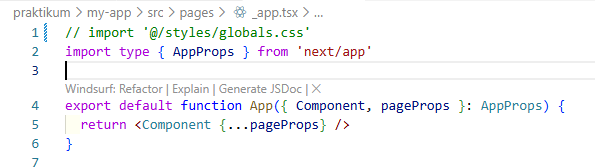 praktikum > my-app > src > pages > _app.tsx > ...
1 // import '@/styles/globals.css'
2 import type { AppProps } from 'next/app'
3
Windsurf: Refactor | Explain | Generate JSDoc | X
4 export default function App({ Component, pageProps }: AppProps) {
5 return <Component {...pageProps} />
6 }
7